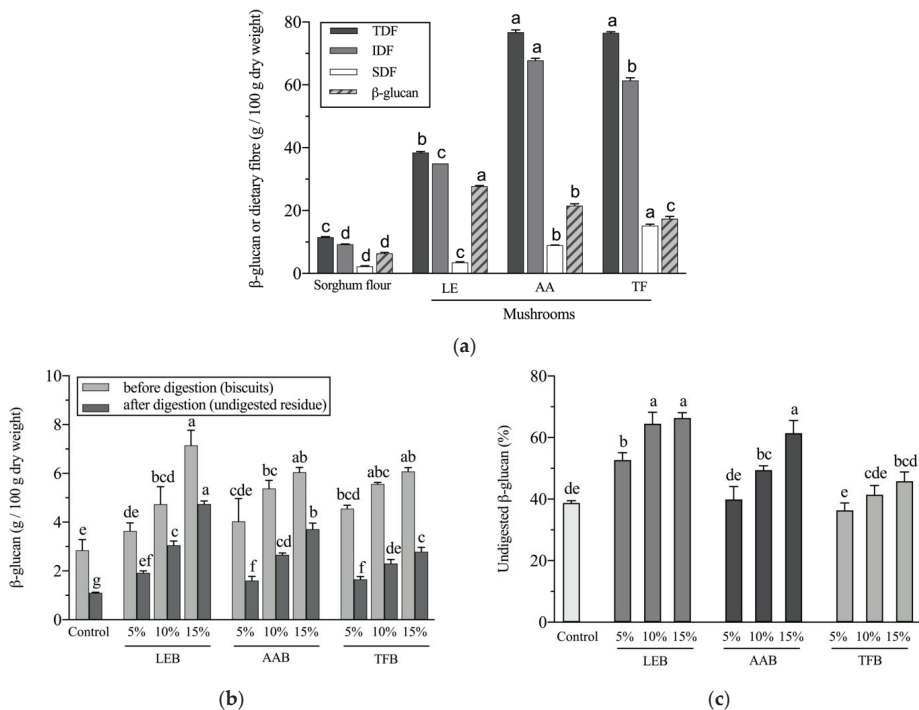 β-glucan or dietary fibre (g / 100 g dry weight)
80
60
40
20
0
TDF
IDF
SDF
β-glucan
c
d
d
d
b
c
c
a
a
a
b
b
a
b
a
c
Sorghum flour
LE
AA
TF
Mushrooms
(a)
β-glucan (g / 100 g dry weight)
10
8
6
4
2
0
before digestion (biscuits)
after digestion (undigested residue)
e
g
de
ef
bcd
c
a
a
cde
f
bc
cd
ab
b
bcd
f
abc
de
ab
c
Control
5% 10% 15%
5% 10% 15%
5% 10% 15%
LEB
AAB
TFB
(b)
Undigested β-glucan (%)
80
60
40
20
0
de
b
a
a
de
bc
a
e
cde
bcd
Control
5% 10% 15%
5% 10% 15%
5% 10% 15%
LEB
AAB
TFB
(c)